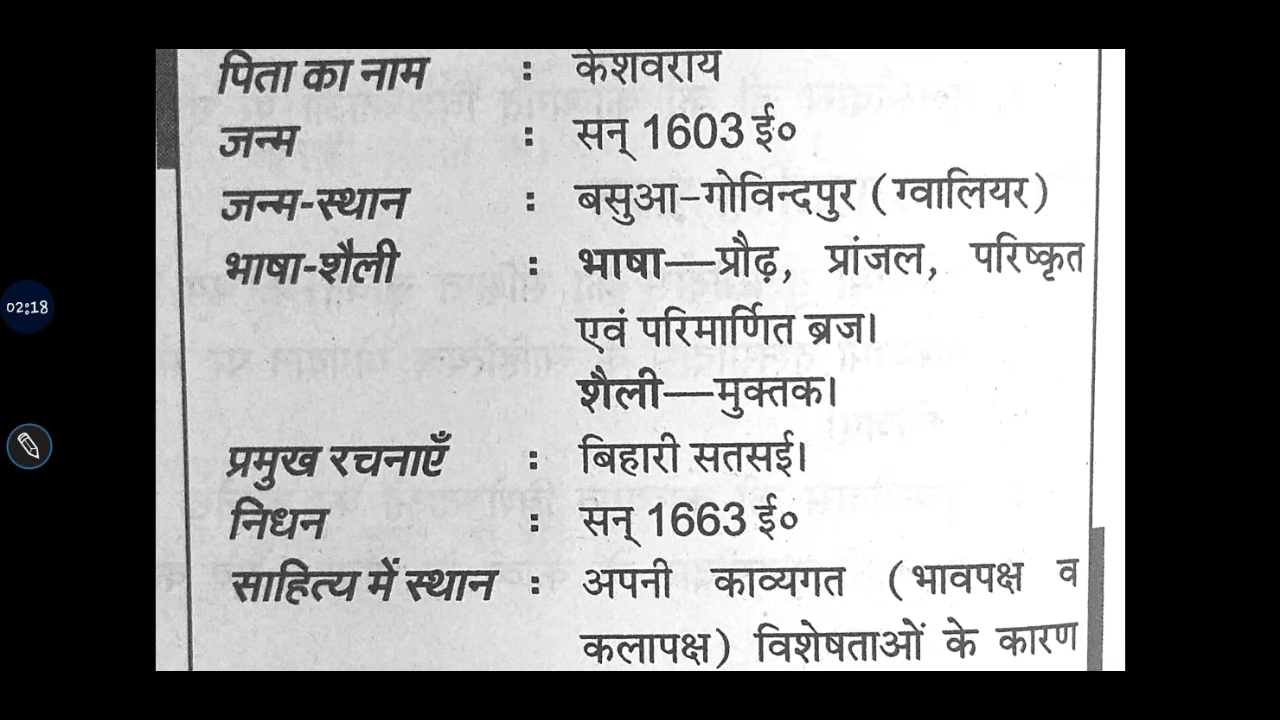 पिता का नाम : केशवराय
जन्म : सन् 1603 ई०
जन्म-स्थान : बसुआ-गोविन्दपुर (ग्वालियर)
भाषा-शैली : भाषा—प्रौढ़, प्रांजल, परिष्कृत
एवं परिमार्णित ब्रज।
शैली—मुक्तक।
02:18
प्रमुख रचनाएँ : बिहारी सतसई।
निधन : सन् 1663 ई०
साहित्य में स्थान : अपनी काव्यगत (भावपक्ष व
कलापक्ष) विशेषताओं के कारण